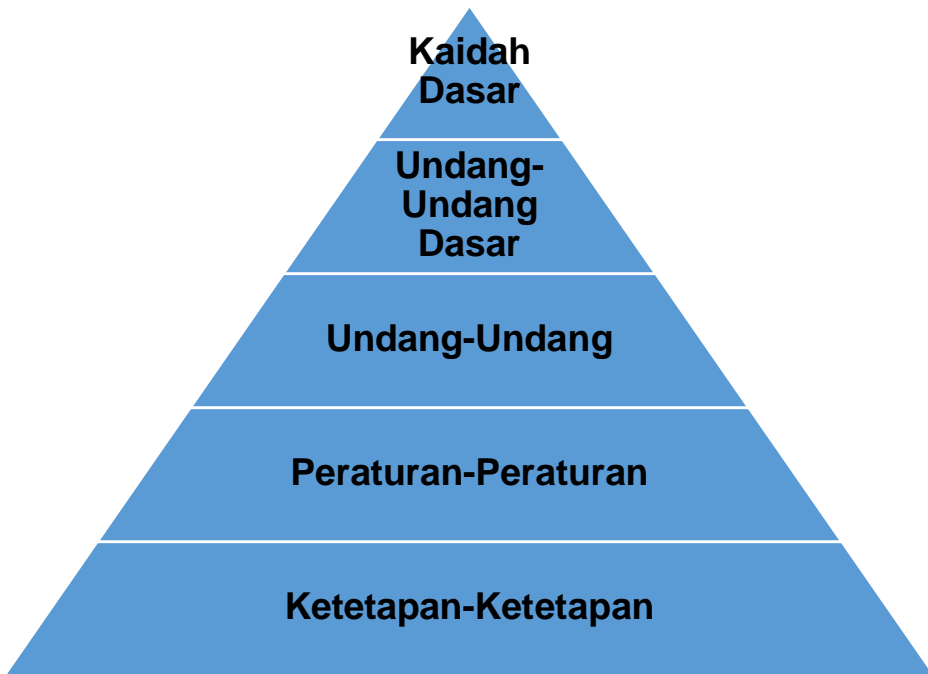 Kaidah
Dasar
Undang-
Undang
Dasar
Undang-Undang
Peraturan-Peraturan
Ketetapan-Ketetapan